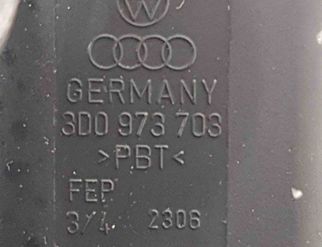 GERMANY
3D0 973 703
>PBT<
FEP
3/4 2306